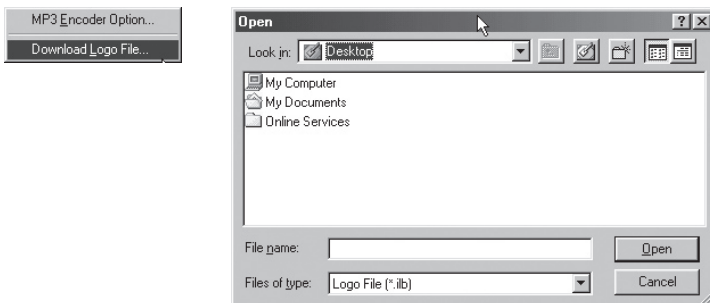 MP3 Encoder Option...
Download Logo File...
Open
Look in: Desktop
My Computer
My Documents
Online Services
File name:
Open
Files of type: Logo File (*.ilb)
Cancel